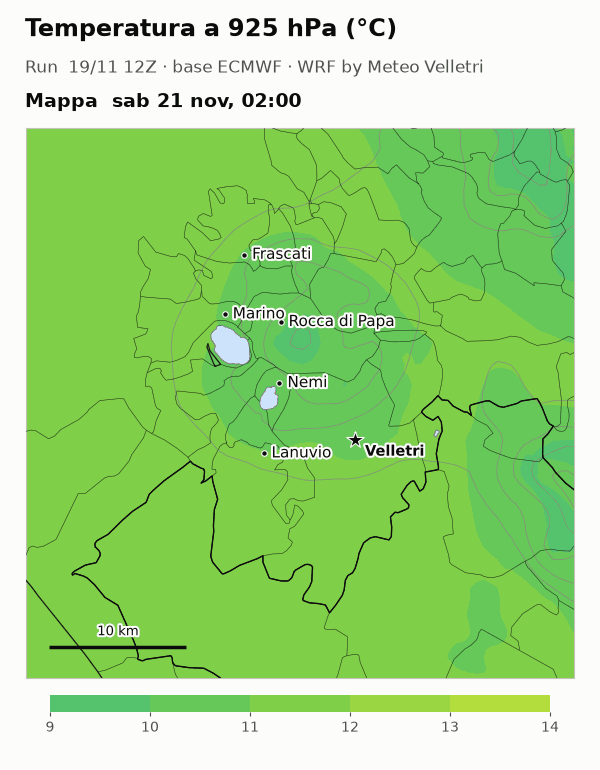 Temperatura a 925 hPa (°C)
Run  19/11 12Z · base ECMWF · WRF by Meteo Velletri
Mappa  sab 21 nov, 02:00
Frascati
Marino
Rocca di Papa
Nemi
Velletri
Lanuvio
10 km
9 10 11 12 13 14